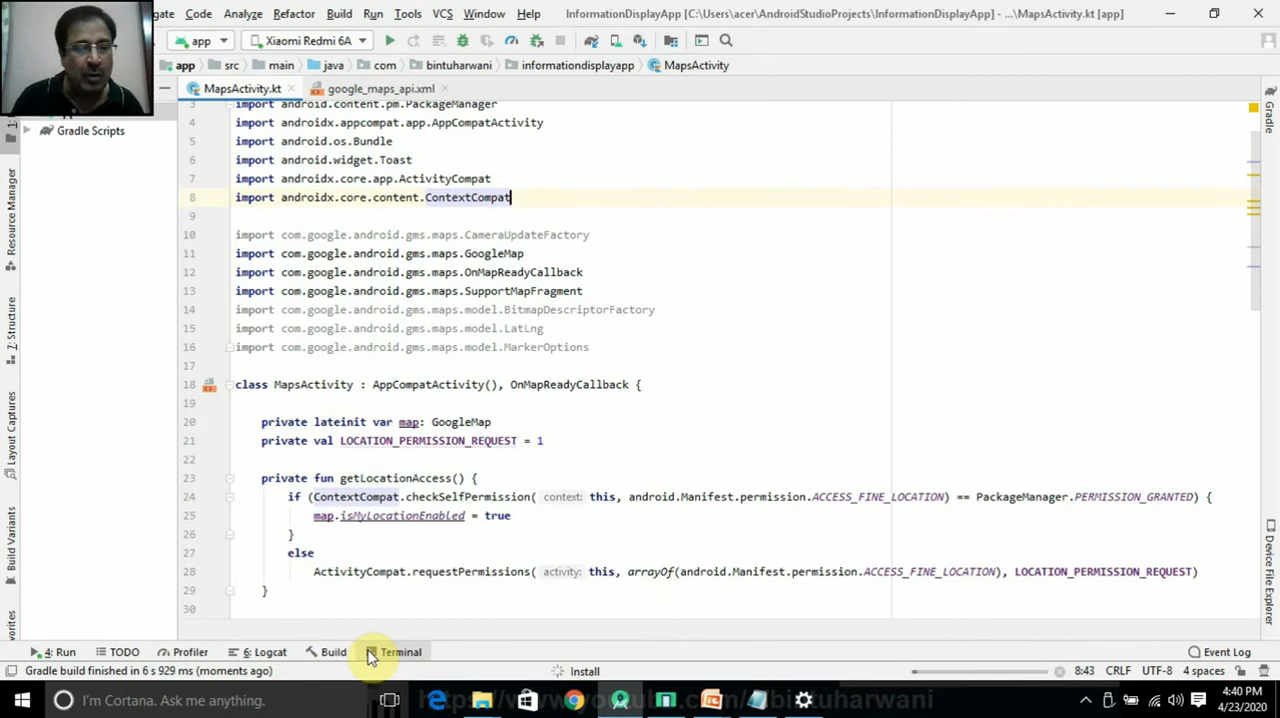 gate Code Analyze Refactor Build Run Tools VCS Window Help InformationDisplayApp [C:\Users\acer\AndroidStudioProjects\InformationDisplayApp] - ...\MapsActivity.kt [app]
app Xiaomi Redmi 6A
app src main java com bintuharwani informationdisplayapp MapsActivity
MapsActivity.kt google_maps_api.xml
Gradle Scripts
3 import android.content.pm.PackageManager
4 import androidx.appcompat.app.AppCompatActivity
5 import android.os.Bundle
6 import android.widget.Toast
7 import androidx.core.app.ActivityCompat
8 import androidx.core.content.ContextCompat
9
10 import com.google.android.gms.maps.CameraUpdateFactory
11 import com.google.android.gms.maps.GoogleMap
12 import com.google.android.gms.maps.OnMapReadyCallback
13 import com.google.android.gms.maps.SupportMapFragment
14 import com.google.android.gms.maps.model.BitmapDescriptorFactory
15 import com.google.android.gms.maps.model.LatLng
16 import com.google.android.gms.maps.model.MarkerOptions
17
18 class MapsActivity : AppCompatActivity(), OnMapReadyCallback {
19
20 private lateinit var map: GoogleMap
21 private val LOCATION_PERMISSION_REQUEST = 1
22
23 private fun getLocationAccess() {
24 if (ContextCompat.checkSelfPermission( context: this, android.Manifest.permission.ACCESS_FINE_LOCATION) == PackageManager.PERMISSION_GRANTED) {
25 map.isMyLocationEnabled = true
26 }
27 else
28 ActivityCompat.requestPermissions( activity: this, arrayOf(android.Manifest.permission.ACCESS_FINE_LOCATION), LOCATION_PERMISSION_REQUEST)
29 }
30
Resource Manager
7: Structure
Layout Captures
Build Variants
avorites
Gradle
Device File Explorer
4: Run TODO Profiler 6: Logcat Build Terminal Event Log
Gradle build finished in 6 s 929 ms (moments ago) Install 8:43 CRLF UTF-8 4 spaces
I'm Cortana. Ask me anything.
4:40 PM
4/23/2020